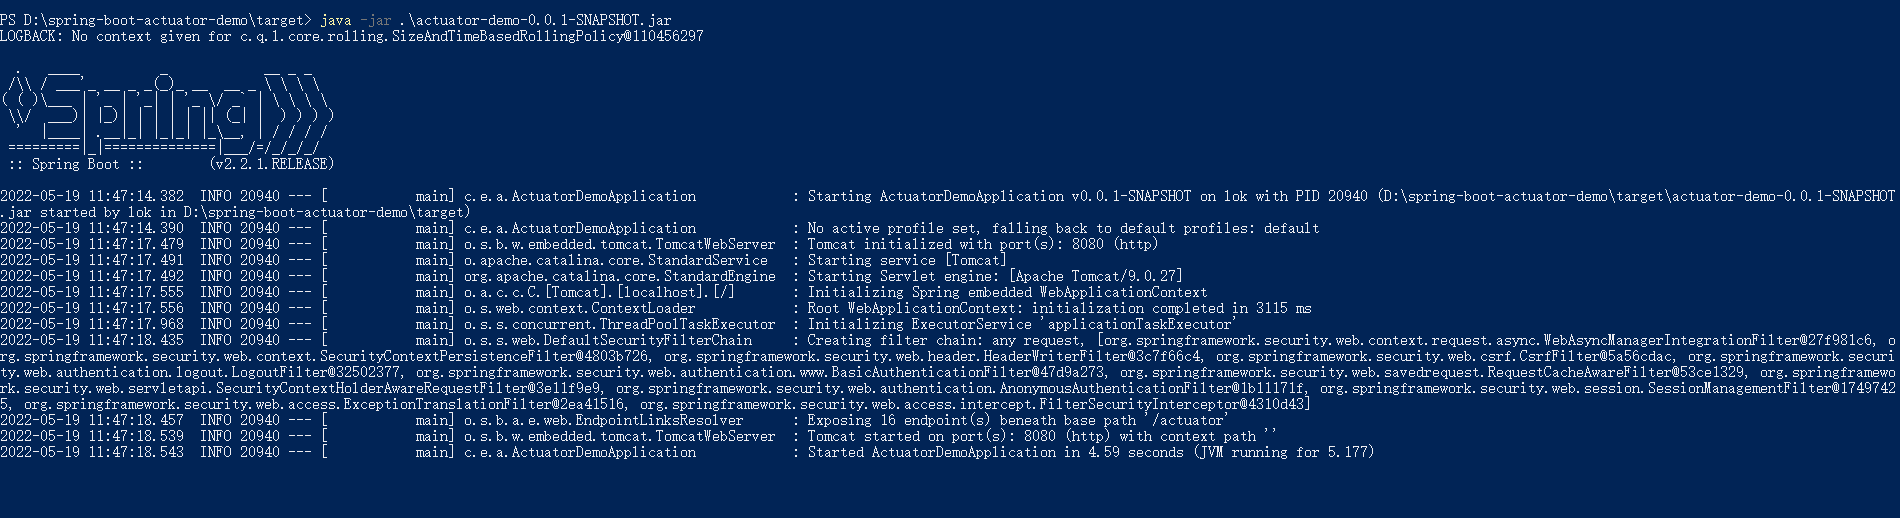 PS D:\spring-boot-actuator-demo\target> java -jar .\actuator-demo-0.0.1-SNAPSHOT.jar
LOGBACK: No context given for c.q.l.core.rolling.SizeAndTimeBasedRollingPolicy@110456297
  .   ____          _            __ _ _
 /\\ / ___'_ __ _ _(_)_ __  __ _ \ \ \ \
( ( )\___ | '_ | '_| | '_ \/ _` | \ \ \ \
 \\/  ___)| |_)| | | | | || (_| |  ) ) ) )
  '  |____| .__|_| |_|_| |_\__, | / / / /
 =========|_|==============|___/=/_/_/_/
 :: Spring Boot ::        (v2.2.1.RELEASE)
2022-05-19 11:47:14.382  INFO 20940 --- [           main] c.e.a.ActuatorDemoApplication            : Starting ActuatorDemoApplication v0.0.1-SNAPSHOT on lok with PID 20940 (D:\spring-boot-actuator-demo\target\actuator-demo-0.0.1-SNAPSHOT
.jar started by lok in D:\spring-boot-actuator-demo\target)
2022-05-19 11:47:14.390  INFO 20940 --- [           main] c.e.a.ActuatorDemoApplication            : No active profile set, falling back to default profiles: default
2022-05-19 11:47:17.479  INFO 20940 --- [           main] o.s.b.w.embedded.tomcat.TomcatWebServer  : Tomcat initialized with port(s): 8080 (http)
2022-05-19 11:47:17.491  INFO 20940 --- [           main] o.apache.catalina.core.StandardService   : Starting service [Tomcat]
2022-05-19 11:47:17.492  INFO 20940 --- [           main] org.apache.catalina.core.StandardEngine  : Starting Servlet engine: [Apache Tomcat/9.0.27]
2022-05-19 11:47:17.555  INFO 20940 --- [           main] o.a.c.c.C.[Tomcat].[localhost].[/]       : Initializing Spring embedded WebApplicationContext
2022-05-19 11:47:17.556  INFO 20940 --- [           main] o.s.web.context.ContextLoader            : Root WebApplicationContext: initialization completed in 3115 ms
2022-05-19 11:47:17.968  INFO 20940 --- [           main] o.s.s.concurrent.ThreadPoolTaskExecutor  : Initializing ExecutorService 'applicationTaskExecutor'
2022-05-19 11:47:18.435  INFO 20940 --- [           main] o.s.s.web.DefaultSecurityFilterChain     : Creating filter chain: any request, [org.springframework.security.web.context.request.async.WebAsyncManagerIntegrationFilter@27f981c6, o
rg.springframework.security.web.context.SecurityContextPersistenceFilter@4803b726, org.springframework.security.web.header.HeaderWriterFilter@3c7f66c4, org.springframework.security.web.csrf.CsrfFilter@5a56cdac, org.springframework.securi
ty.web.authentication.logout.LogoutFilter@32502377, org.springframework.security.web.authentication.www.BasicAuthenticationFilter@47d9a273, org.springframework.security.web.savedrequest.RequestCacheAwareFilter@53ce1329, org.springframewo
rk.security.web.servletapi.SecurityContextHolderAwareRequestFilter@3e11f9e9, org.springframework.security.web.authentication.AnonymousAuthenticationFilter@1b11171f, org.springframework.security.web.session.SessionManagementFilter@1749742
5, org.springframework.security.web.access.ExceptionTranslationFilter@2ea41516, org.springframework.security.web.access.intercept.FilterSecurityInterceptor@4310d43]
2022-05-19 11:47:18.457  INFO 20940 --- [           main] o.s.b.a.e.web.EndpointLinksResolver      : Exposing 16 endpoint(s) beneath base path '/actuator'
2022-05-19 11:47:18.539  INFO 20940 --- [           main] o.s.b.w.embedded.tomcat.TomcatWebServer  : Tomcat started on port(s): 8080 (http) with context path ''
2022-05-19 11:47:18.543  INFO 20940 --- [           main] c.e.a.ActuatorDemoApplication            : Started ActuatorDemoApplication in 4.59 seconds (JVM running for 5.177)